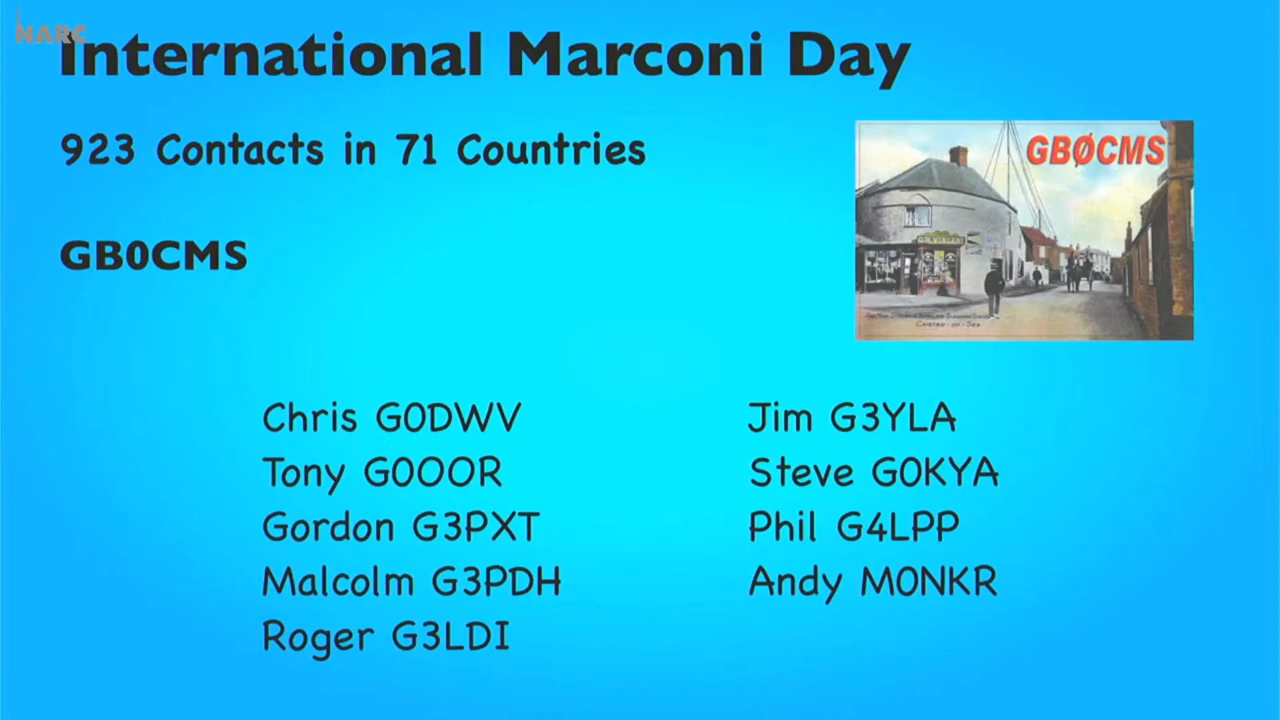 NARC
International Marconi Day
923 Contacts in 71 Countries
GBØCMS
GB0CMS
Chris G0DWV
Tony G0OOR
Gordon G3PXT
Malcolm G3PDH
Roger G3LDI
Jim G3YLA
Steve G0KYA
Phil G4LPP
Andy M0NKR